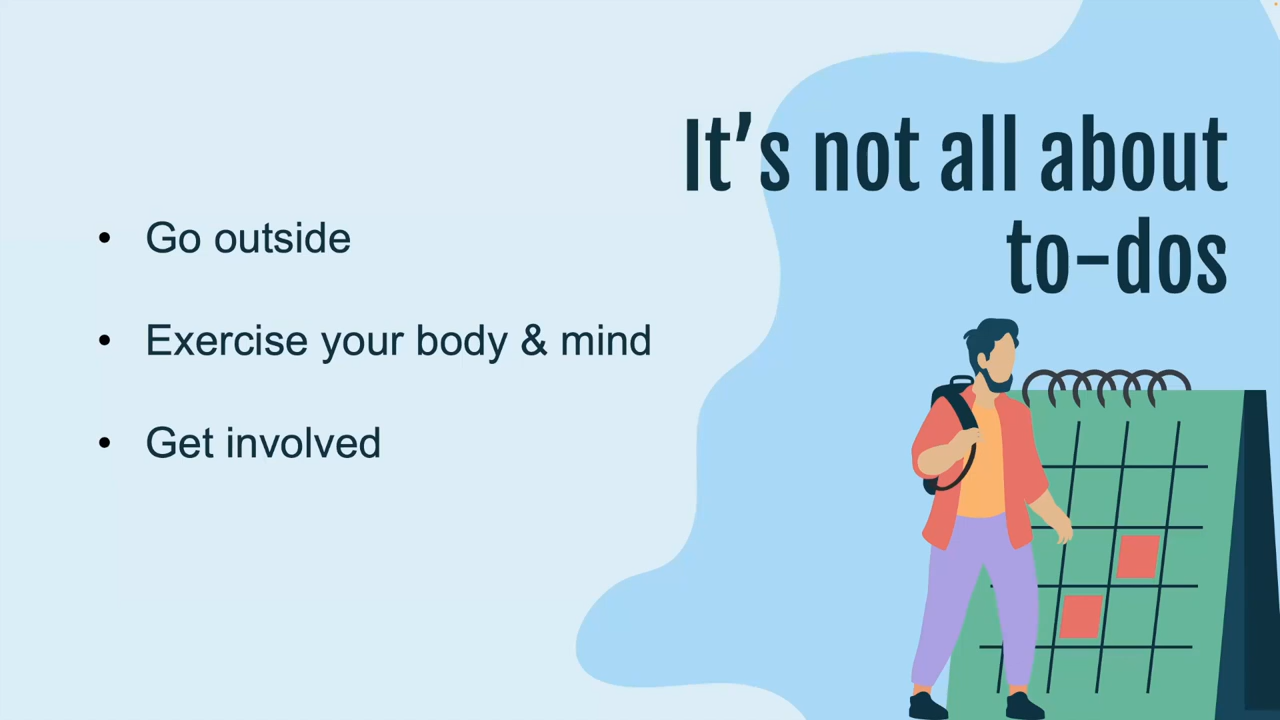 It’s not all about
to-dos
• Go outside
• Exercise your body & mind
• Get involved